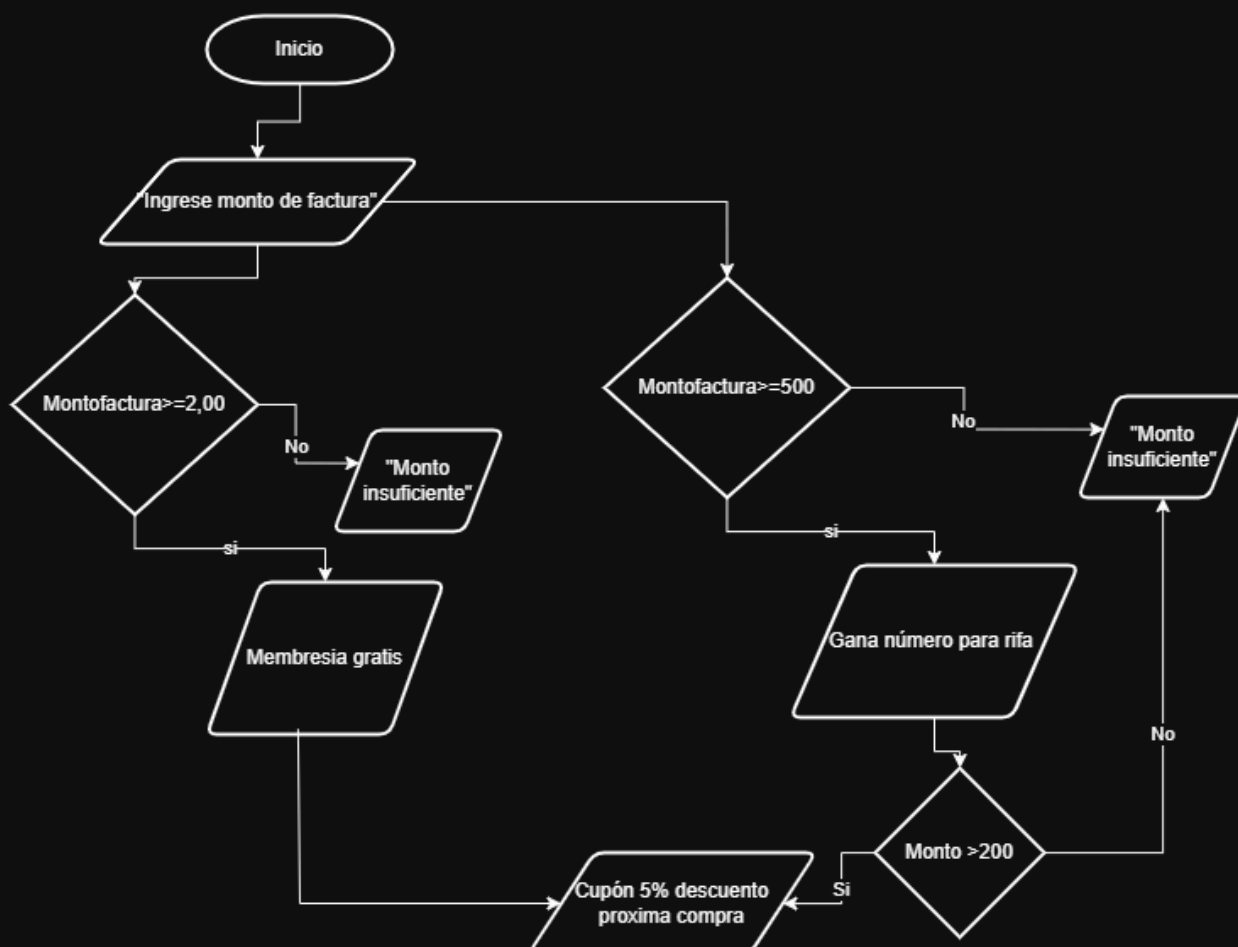 Inicio
"Ingrese monto de factura"
Montofactura>=2,00
No
"Monto
insuficiente"
si
Membresia gratis
Montofactura>=500
No
"Monto
insuficiente"
si
Gana número para rifa
No
Monto >200
Si
Cupón 5% descuento
proxima compra